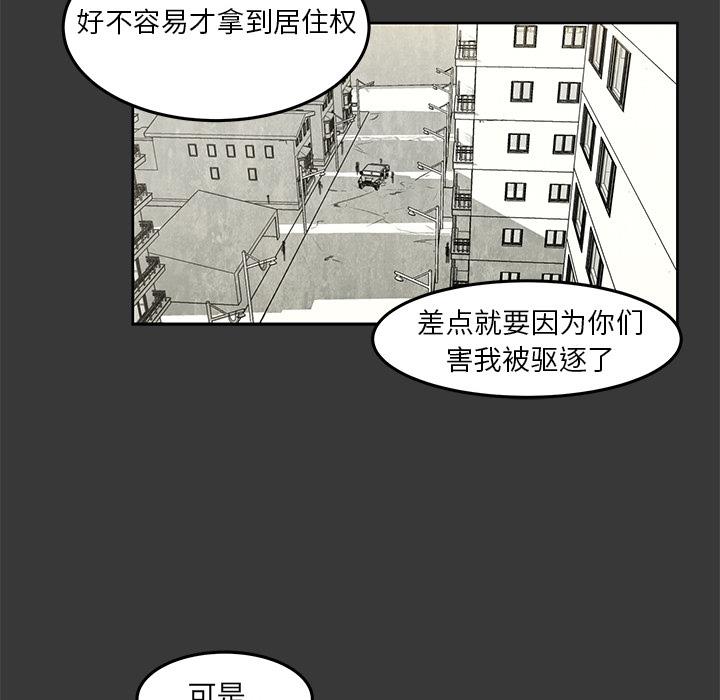 好不容易才拿到居住权
差点就要因为你们
害我被驱逐了
可是